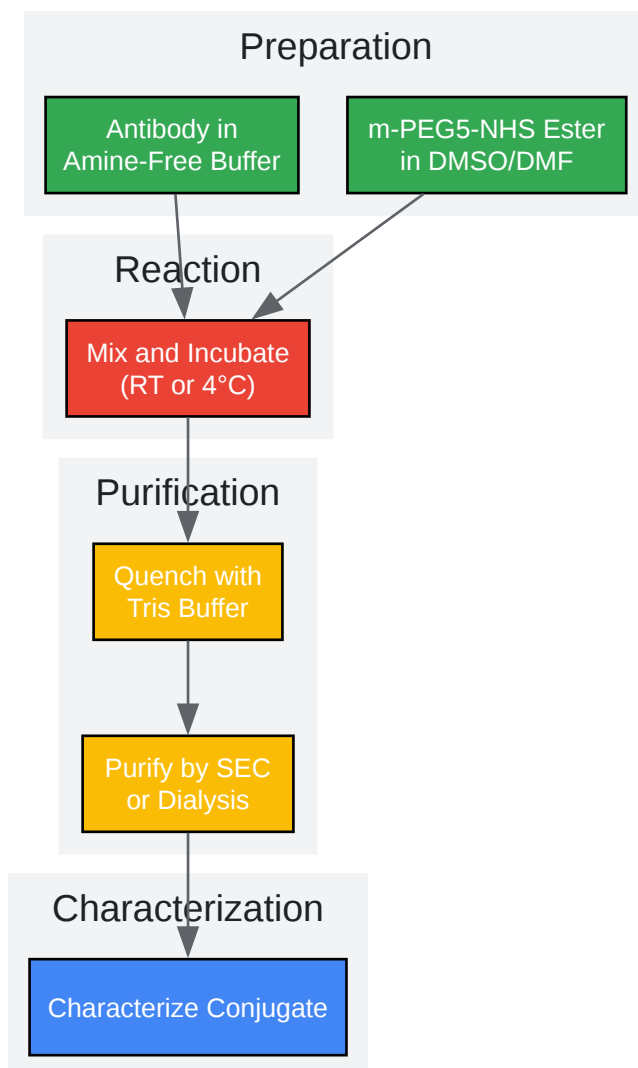 Preparation
Antibody in
Amine-Free Buffer
m-PEG5-NHS Ester
in DMSO/DMF
Reaction
Mix and Incubate
(RT or 4°C)
Purification
Quench with
Tris Buffer
Purify by SEC
or Dialysis
Characterization
Characterize Conjugate